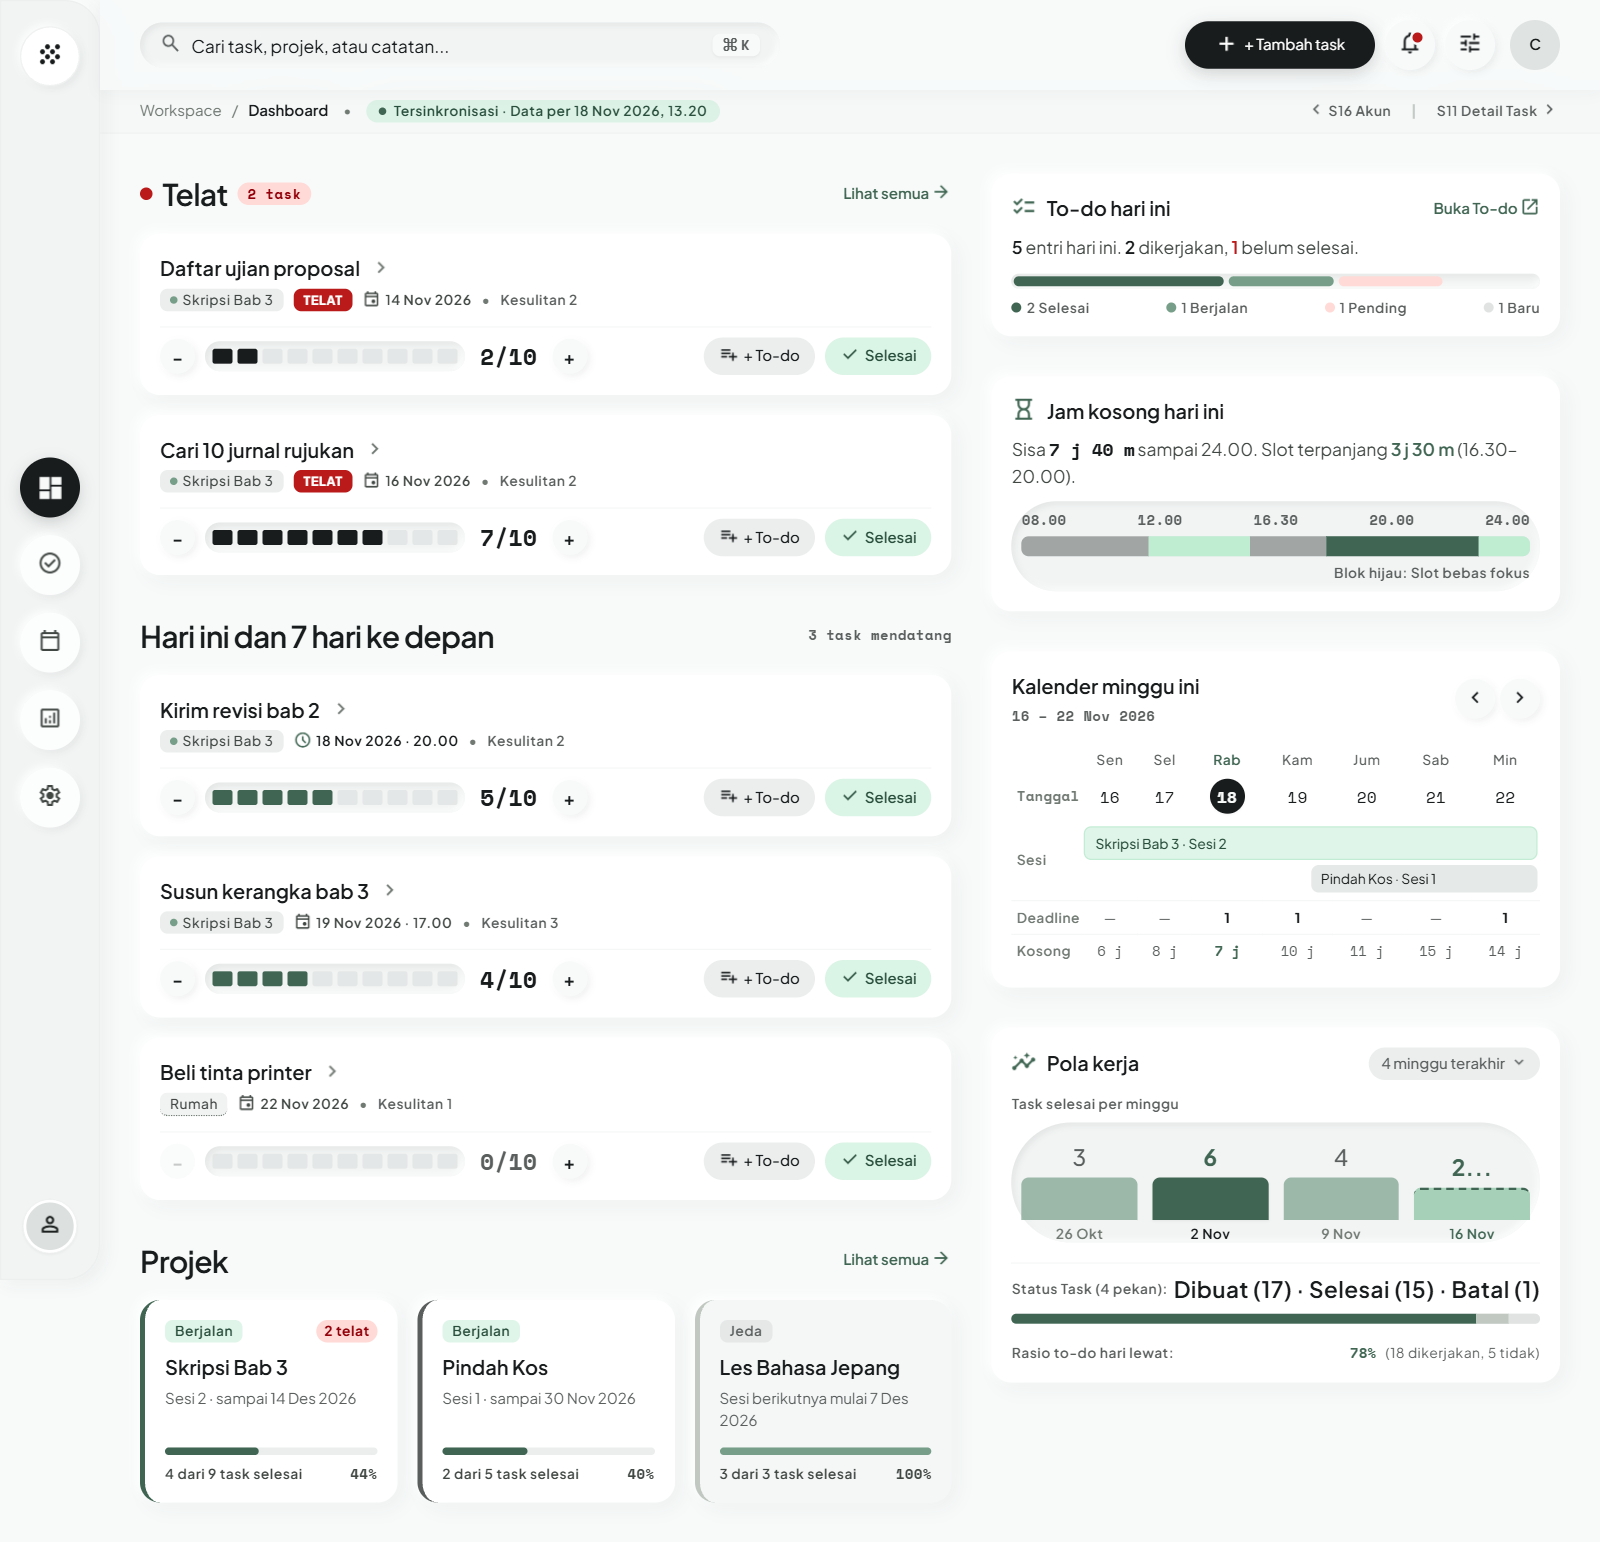 Cari task, projek, atau catatan...
⌘ K
+ Tambah task
C
Workspace / Dashboard • Tersinkronisasi · Data per 18 Nov 2026, 13.20
S16 Akun | S11 Detail Task
Telat 2 task
Lihat semua
Daftar ujian proposal
Skripsi Bab 3 TELAT 14 Nov 2026 • Kesulitan 2
- 2/10 +
+ To-do
Selesai
Cari 10 jurnal rujukan
Skripsi Bab 3 TELAT 16 Nov 2026 • Kesulitan 2
- 7/10 +
+ To-do
Selesai
Hari ini dan 7 hari ke depan
3 task mendatang
Kirim revisi bab 2
Skripsi Bab 3 18 Nov 2026 · 20.00 • Kesulitan 2
- 5/10 +
+ To-do
Selesai
Susun kerangka bab 3
Skripsi Bab 3 19 Nov 2026 · 17.00 • Kesulitan 3
- 4/10 +
+ To-do
Selesai
Beli tinta printer
Rumah 22 Nov 2026 • Kesulitan 1
- 0/10 +
+ To-do
Selesai
Projek
Lihat semua
Berjalan 2 telat
Skripsi Bab 3
Sesi 2 · sampai 14 Des 2026
4 dari 9 task selesai 44%
Berjalan
Pindah Kos
Sesi 1 · sampai 30 Nov 2026
2 dari 5 task selesai 40%
Jeda
Les Bahasa Jepang
Sesi berikutnya mulai 7 Des
2026
3 dari 3 task selesai 100%
To-do hari ini
Buka To-do
5 entri hari ini. 2 dikerjakan, 1 belum selesai.
2 Selesai 1 Berjalan 1 Pending 1 Baru
Jam kosong hari ini
Sisa 7 j 40 m sampai 24.00. Slot terpanjang 3 j 30 m (16.30–
20.00).
08.00 12.00 16.30 20.00 24.00
Blok hijau: Slot bebas fokus
Kalender minggu ini
16 – 22 Nov 2026
Sen Sel Rab Kam Jum Sab Min
Tanggal 16 17 18 19 20 21 22
Sesi
Skripsi Bab 3 · Sesi 2
Pindah Kos · Sesi 1
Deadline — — 1 1 — — 1
Kosong 6 j 8 j 7 j 10 j 11 j 15 j 14 j
Pola kerja
4 minggu terakhir
Task selesai per minggu
3 6 4 2...
26 Okt 2 Nov 9 Nov 16 Nov
Status Task (4 pekan): Dibuat (17) · Selesai (15) · Batal (1)
Rasio to-do hari lewat: 78% (18 dikerjakan, 5 tidak)